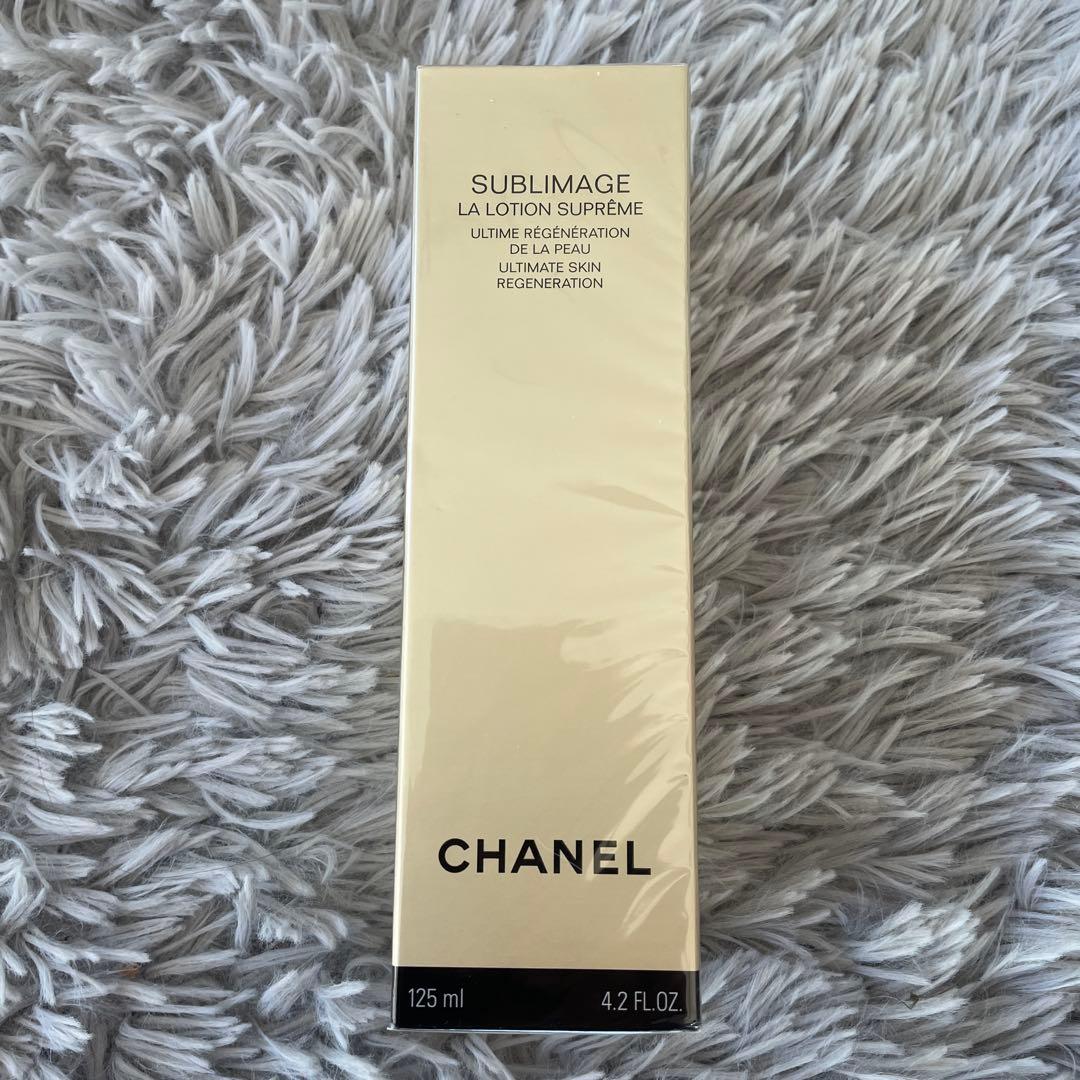 SUBLIMAGE
LA LOTION SUPRÊME
ULTIME RÉGÉNÉRATION
DE LA PEAU
ULTIMATE SKIN
REGENERATION
CHANEL
125 ml 4.2 FL.OZ.